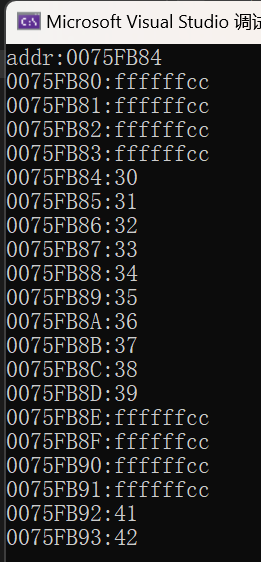 Microsoft Visual Studio 调试
addr:0075FB84
0075FB80:ffffffcc
0075FB81:ffffffcc
0075FB82:ffffffcc
0075FB83:ffffffcc
0075FB84:30
0075FB85:31
0075FB86:32
0075FB87:33
0075FB88:34
0075FB89:35
0075FB8A:36
0075FB8B:37
0075FB8C:38
0075FB8D:39
0075FB8E:ffffffcc
0075FB8F:ffffffcc
0075FB90:ffffffcc
0075FB91:ffffffcc
0075FB92:41
0075FB93:42